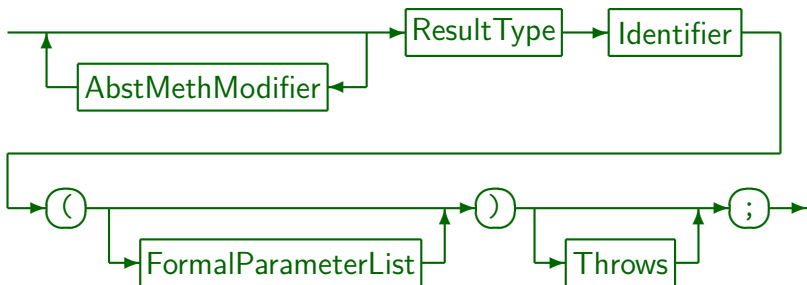 ResultType Identifier
AbstMethModifier
( ) ;
FormalParameterList Throws